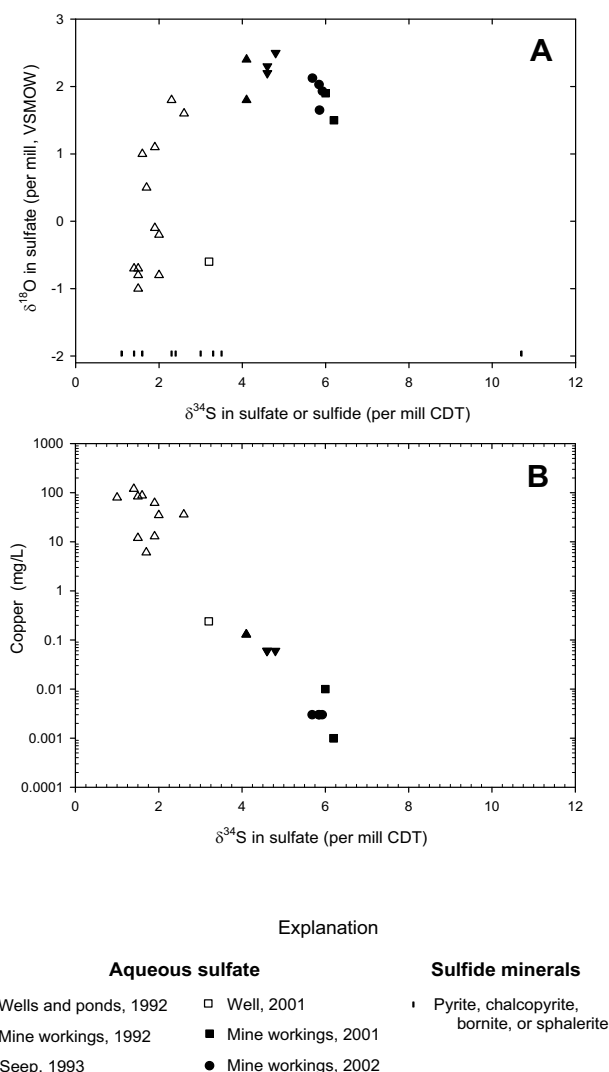 3
2
1
0
-1
-2
δ18O in sulfate (per mill, VSMOW)
A
0 2 4 6 8 10 12
δ34S in sulfate or sulfide (per mill CDT)
1000
100
10
1
0.1
0.01
0.001
0.0001
Copper (mg/L)
B
0 2 4 6 8 10 12
δ34S in sulfate (per mill CDT)
Explanation
Aqueous sulfate
Wells and ponds, 1992
Mine workings, 1992
Seep, 1993
Well, 2001
Mine workings, 2001
Mine workings, 2002
Sulfide minerals
Pyrite, chalcopyrite,
bornite, or sphalerite